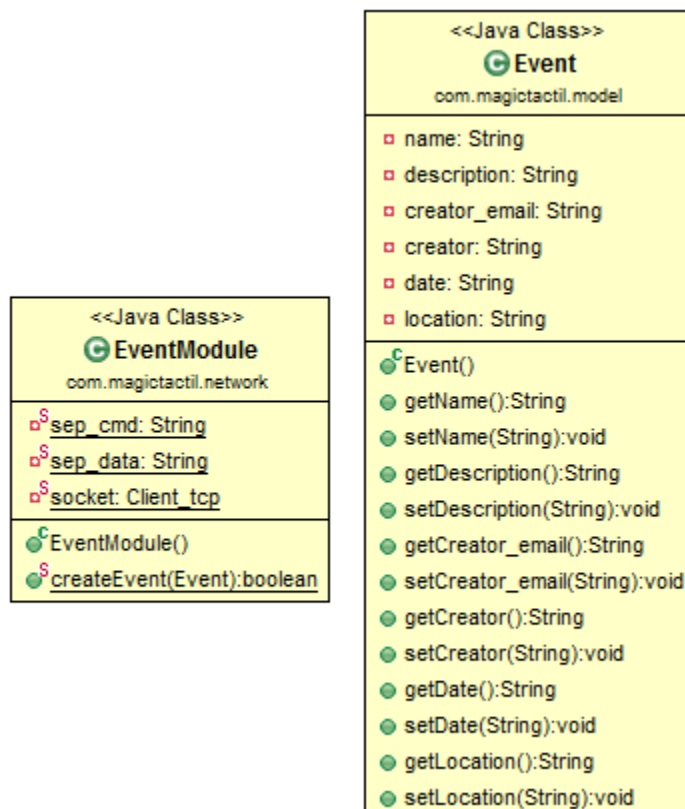 <<Java Class>>
EventModule
com.magictactil.network
sep_cmd: String
sep_data: String
socket: Client_tcp
EventModule()
createEvent(Event):boolean
<<Java Class>>
Event
com.magictactil.model
name: String
description: String
creator_email: String
creator: String
date: String
location: String
Event()
getName():String
setName(String):void
getDescription():String
setDescription(String):void
getCreator_email():String
setCreator_email(String):void
getCreator():String
setCreator(String):void
getDate():String
setDate(String):void
getLocation():String
setLocation(String):void